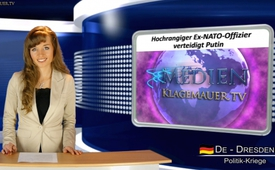 Hochrangiger Ex-NATO-Offizier
verteidigt Putin
MEDIEN
KLAGEMAUER TV
DE - DRESDEN
Politik-Kriege